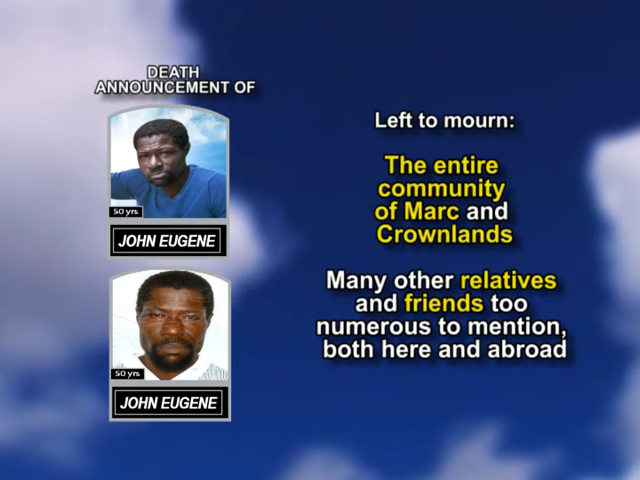 DEATH
ANNOUNCEMENT OF
50 yrs
JOHN EUGENE
50 yrs
JOHN EUGENE
Left to mourn:
The entire
community
of Marc and
Crownlands
Many other relatives
and friends too
numerous to mention,
both here and abroad